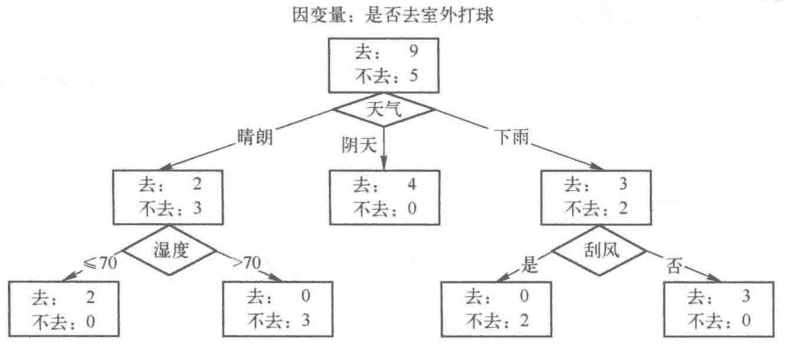 因变量：是否去室外打球
去： 9
不去：5
天气
晴朗
阴天
下雨
去： 2
不去：3
去： 4
不去：0
去： 3
不去：2
湿度
刮风
≤70
>70
是
否
去： 2
不去：0
去： 0
不去：3
去： 0
不去：2
去： 3
不去：0